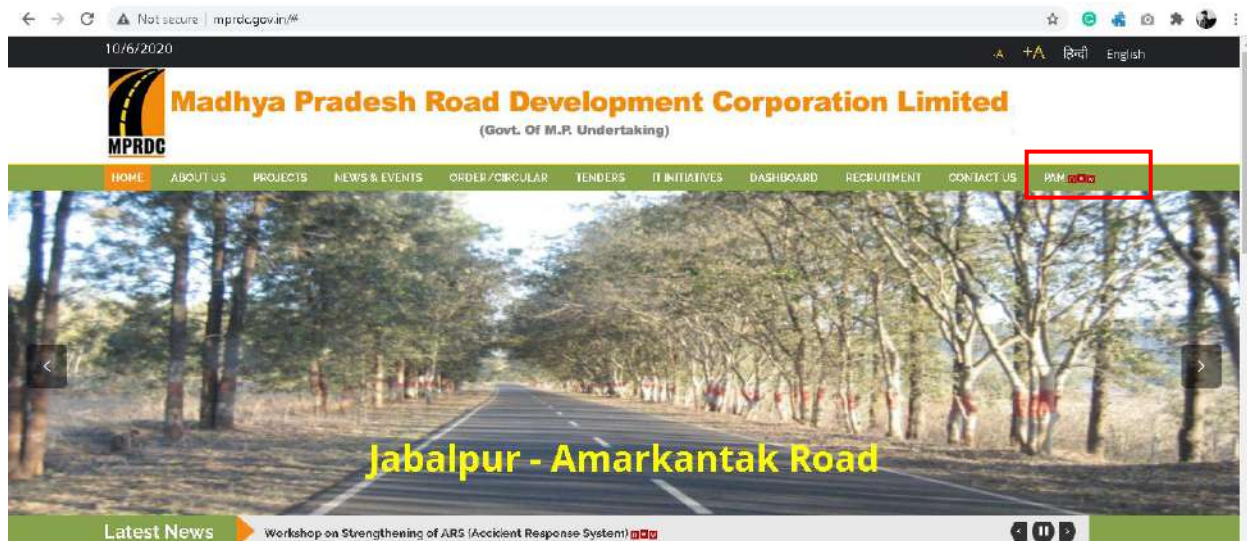 Not secure | mprdc.gov.in/#
10/6/2020
-A +A हिन्दी English
MPRDC
Madhya Pradesh Road Development Corporation Limited
(Govt. Of M.P. Undertaking)
HOME ABOUT US PROJECTS NEWS & EVENTS ORDER/CIRCULAR TENDERS IT INITIATIVES DASHBOARD RECRUITMENT CONTACT US PAM
Jabalpur - Amarkantak Road
Latest News Workshop on Strengthening of ARS (Accident Response System)